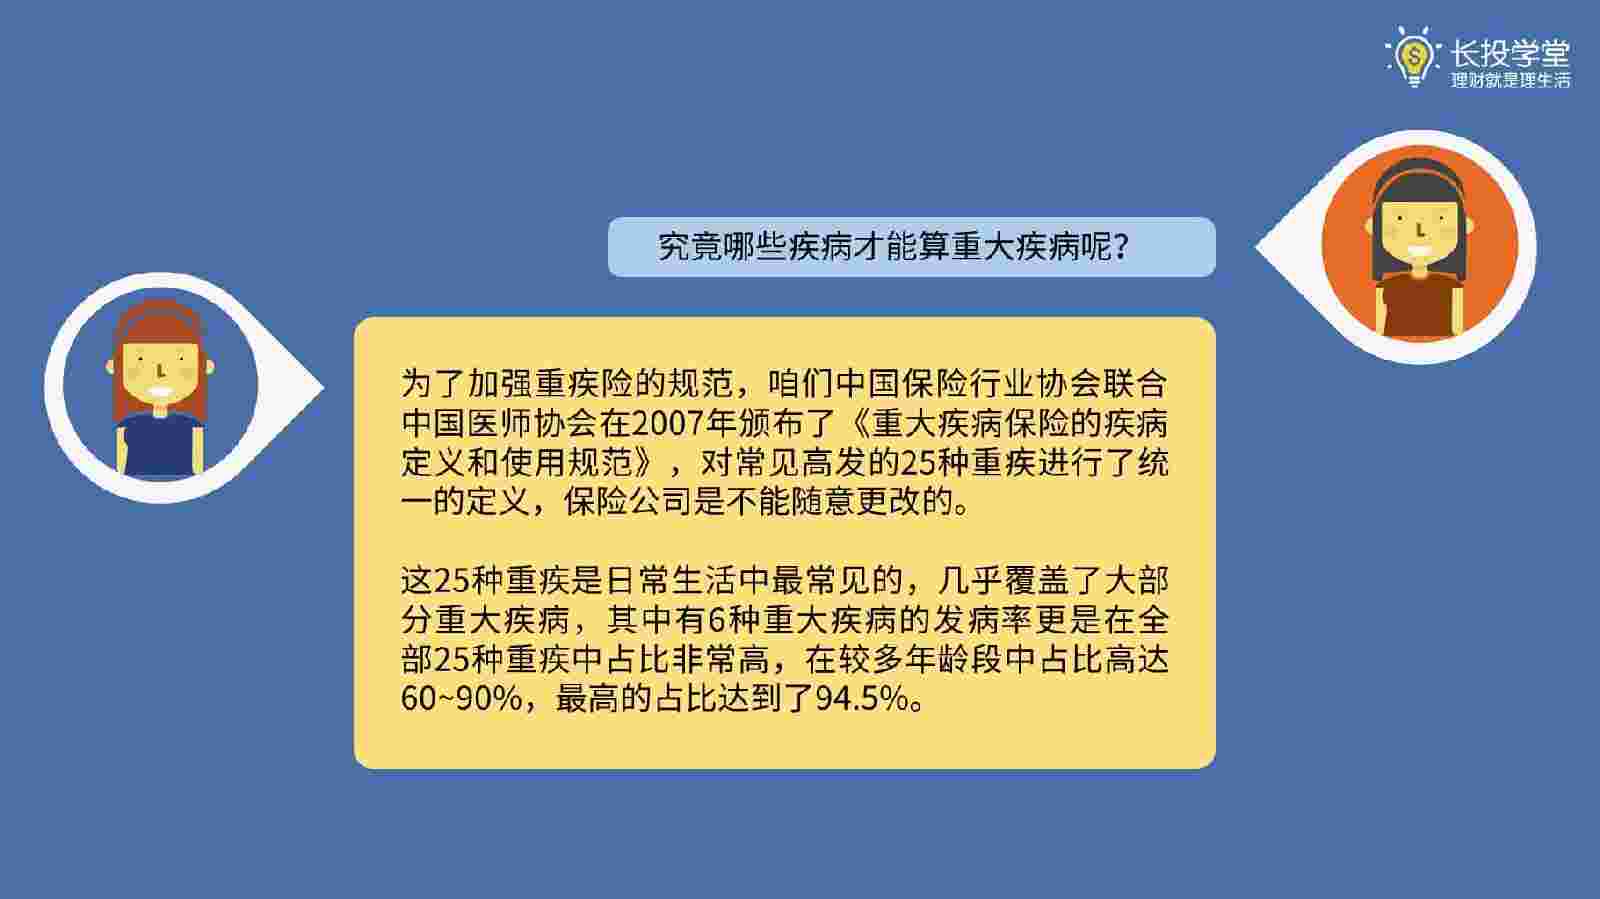 长投学堂
理财就是理生活
究竟哪些疾病才能算重大疾病呢？
为了加强重疾险的规范，咱们中国保险行业协会联合
中国医师协会在2007年颁布了《重大疾病保险的疾病
定义和使用规范》，对常见高发的25种重疾进行了统
一的定义，保险公司是不能随意更改的。
这25种重疾是日常生活中最常见的，几乎覆盖了大部
分重大疾病，其中有6种重大疾病的发病率更是在全
部25种重疾中占比非常高，在较多年龄段中占比高达
60~90%，最高的占比达到了94.5%。